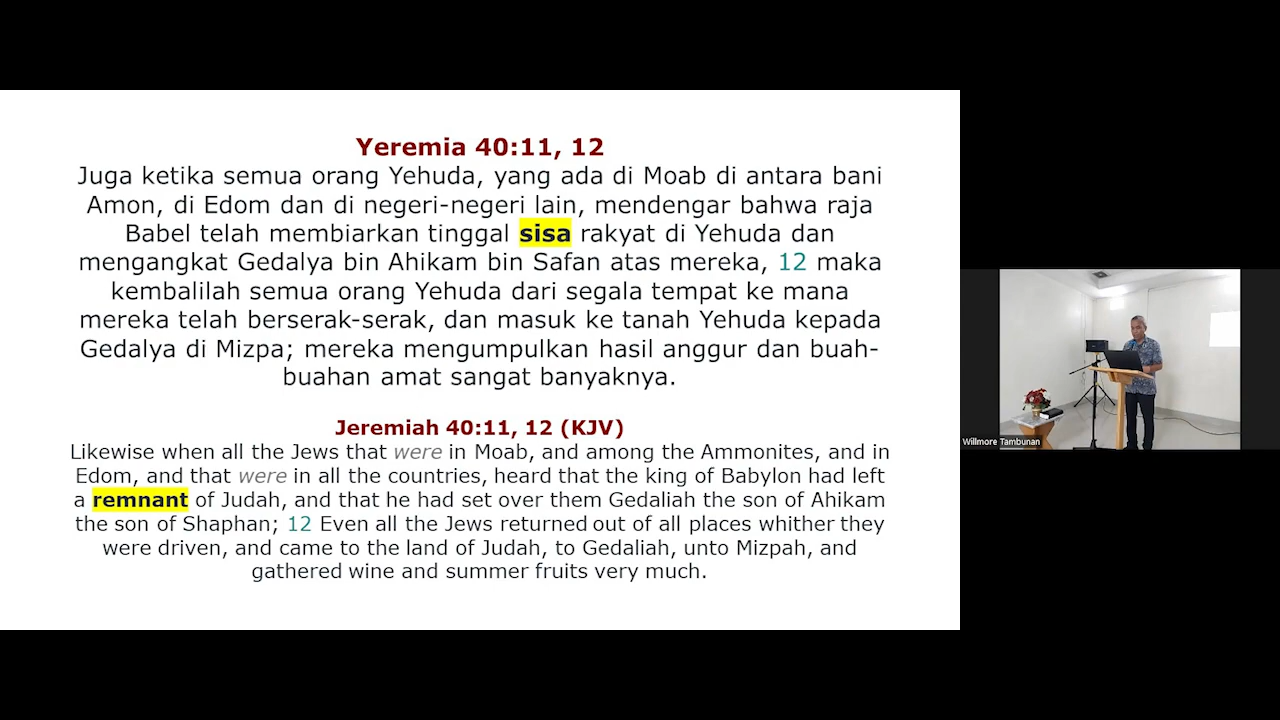 Yeremia 40:11, 12
Juga ketika semua orang Yehuda, yang ada di Moab di antara bani
Amon, di Edom dan di negeri-negeri lain, mendengar bahwa raja
Babel telah membiarkan tinggal sisa rakyat di Yehuda dan
mengangkat Gedalya bin Ahikam bin Safan atas mereka, 12 maka
kembalilah semua orang Yehuda dari segala tempat ke mana
mereka telah berserak-serak, dan masuk ke tanah Yehuda kepada
Gedalya di Mizpa; mereka mengumpulkan hasil anggur dan buah-
buahan amat sangat banyaknya.
Jeremiah 40:11, 12 (KJV)
Likewise when all the Jews that were in Moab, and among the Ammonites, and in
Edom, and that were in all the countries, heard that the king of Babylon had left
a remnant of Judah, and that he had set over them Gedaliah the son of Ahikam
the son of Shaphan; 12 Even all the Jews returned out of all places whither they
were driven, and came to the land of Judah, to Gedaliah, unto Mizpah, and
gathered wine and summer fruits very much.
Willmore Tambunan